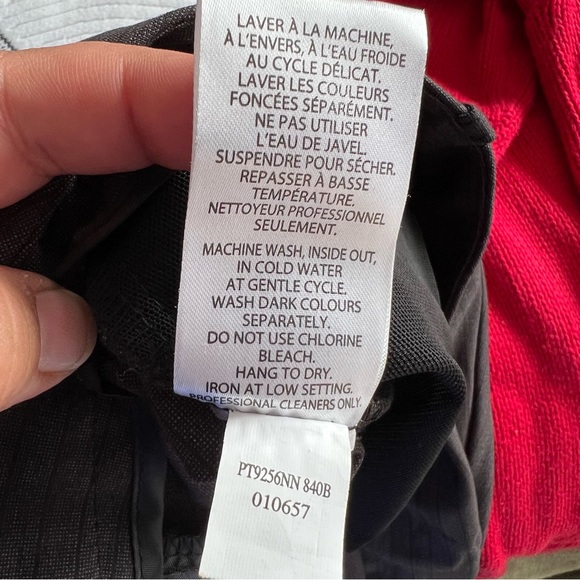 LAVER À LA MACHINE,
À L'ENVERS, À L'EAU FROIDE
AU CYCLE DÉLICAT.
LAVER LES COULEURS
FONCÉES SÉPARÉMENT.
NE PAS UTILISER
L'EAU DE JAVEL.
SUSPENDRE POUR SÉCHER.
REPASSER À BASSE
TEMPÉRATURE.
NETTOYEUR PROFESSIONNEL
SEULEMENT.
MACHINE WASH, INSIDE OUT,
IN COLD WATER
AT GENTLE CYCLE.
WASH DARK COLOURS
SEPARATELY.
DO NOT USE CHLORINE
BLEACH.
HANG TO DRY.
IRON AT LOW SETTING.
PROFESSIONAL CLEANERS ONLY.
PT9256NN 840B
010657